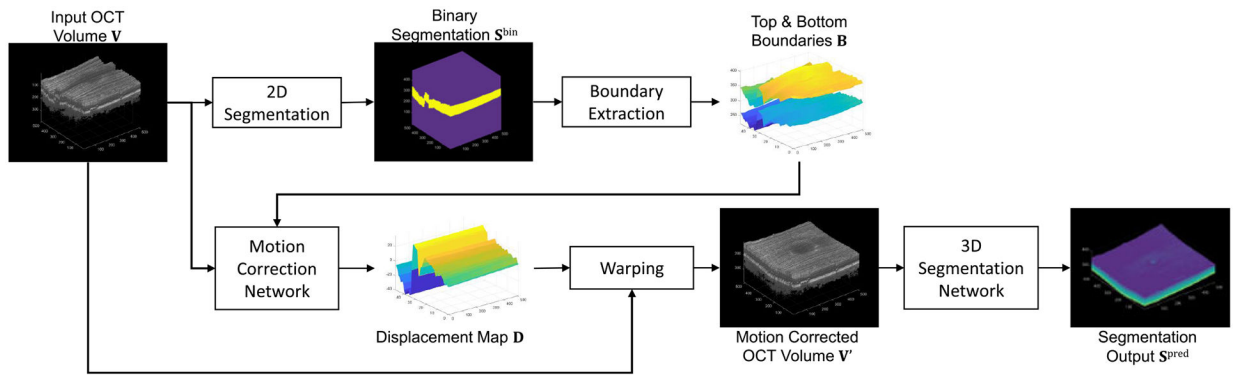 Input OCT
Volume V
Binary
Segmentation S^bin
Top & Bottom
Boundaries B
2D
Segmentation
Boundary
Extraction
Motion
Correction
Network
Displacement Map D
Warping
Motion Corrected
OCT Volume V'
3D
Segmentation
Network
Segmentation
Output S^pred